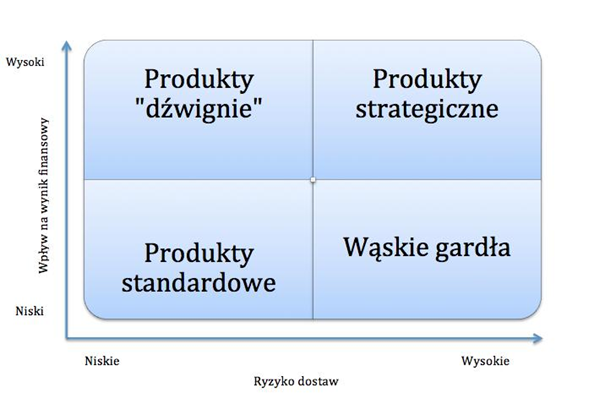 Wysoki
Produkty
"dźwignie"
Produkty
strategiczne
Wpływ na wynik finansowy
Produkty
standardowe
Wąskie gardła
Niski
Niskie
Wysokie
Ryzyko dostaw